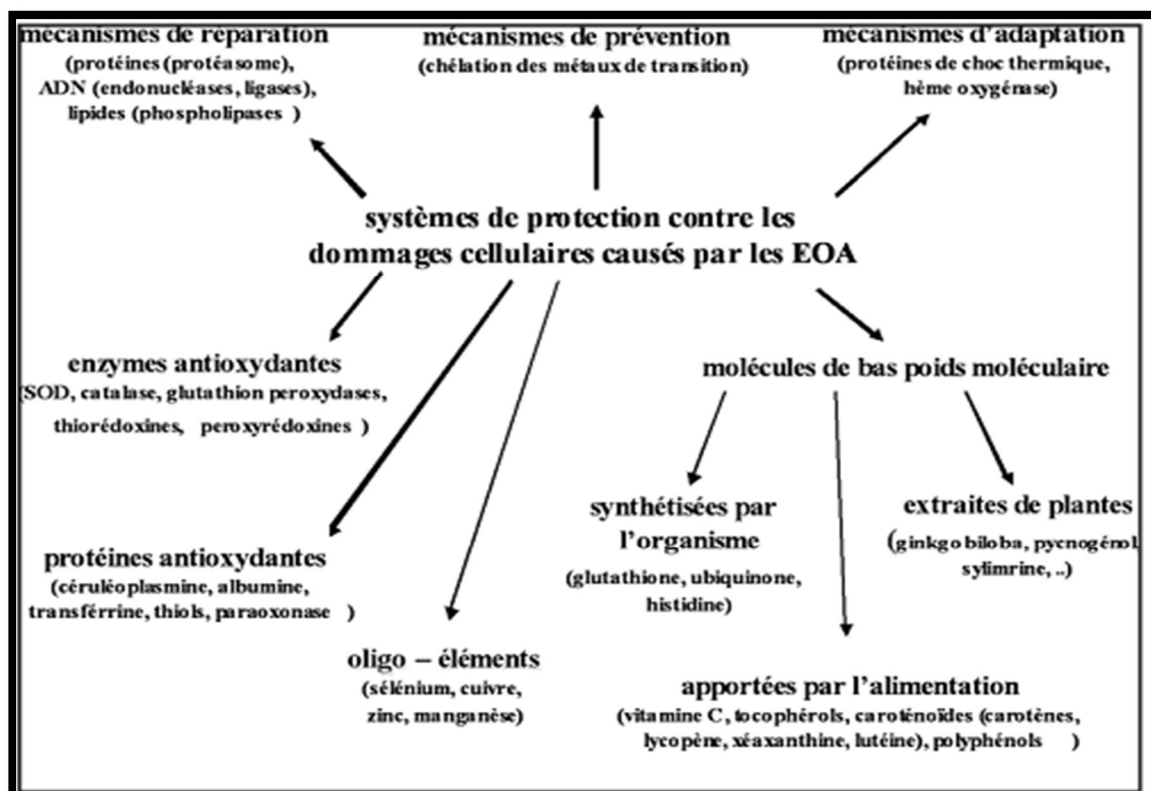 mécanismes de réparation
(protéines (protéasome),
ADN (endonucléases, ligases),
lipides (phospholipases )
mécanismes de prévention
(chélation des métaux de transition)
mécanismes d'adaptation
(protéines de choc thermique,
hème oxygénase)
systèmes de protection contre les
dommages cellulaires causés par les EOA
enzymes antioxydantes
(SOD, catalase, glutathion peroxydases,
thiorédoxines, peroxyrédoxines )
molécules de bas poids moléculaire
protéines antioxydantes
(céruléoplasmine, albumine,
transférrine, thiols, paraoxonase )
synthétisées par
l'organisme
(glutathione, ubiquinone,
histidine)
extraites de plantes
(ginkgo biloba, pycnogénol,
sylimrine, ..)
oligo – éléments
(sélénium, cuivre,
zinc, manganèse)
apportées par l'alimentation
(vitamine C, tocophérols, caroténoïdes (carotènes,
lycopène, xéaxanthine, lutéine), polyphénols )